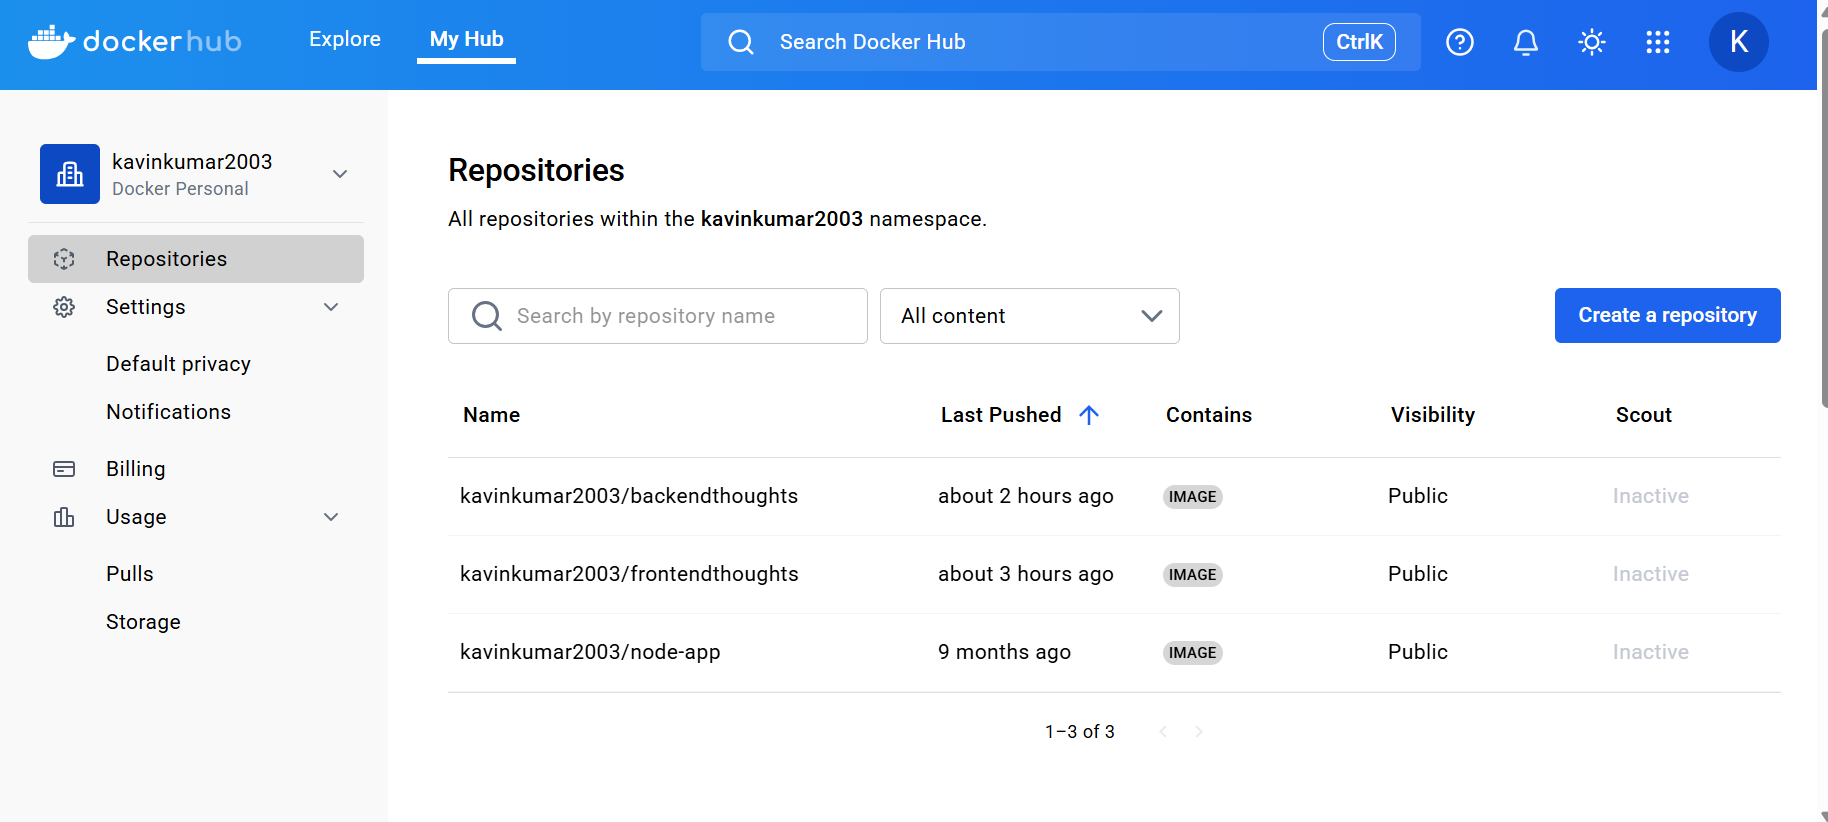 dockerhub
Explore
My Hub
Search Docker Hub
CtrlK
K
kavinkumar2003
Docker Personal
Repositories
Settings
Default privacy
Notifications
Billing
Usage
Pulls
Storage
Repositories
All repositories within the kavinkumar2003 namespace.
Search by repository name
All content
Create a repository
Name Last Pushed Contains Visibility Scout
kavinkumar2003/backendthoughts about 2 hours ago IMAGE Public Inactive
kavinkumar2003/frontendthoughts about 3 hours ago IMAGE Public Inactive
kavinkumar2003/node-app 9 months ago IMAGE Public Inactive
1–3 of 3